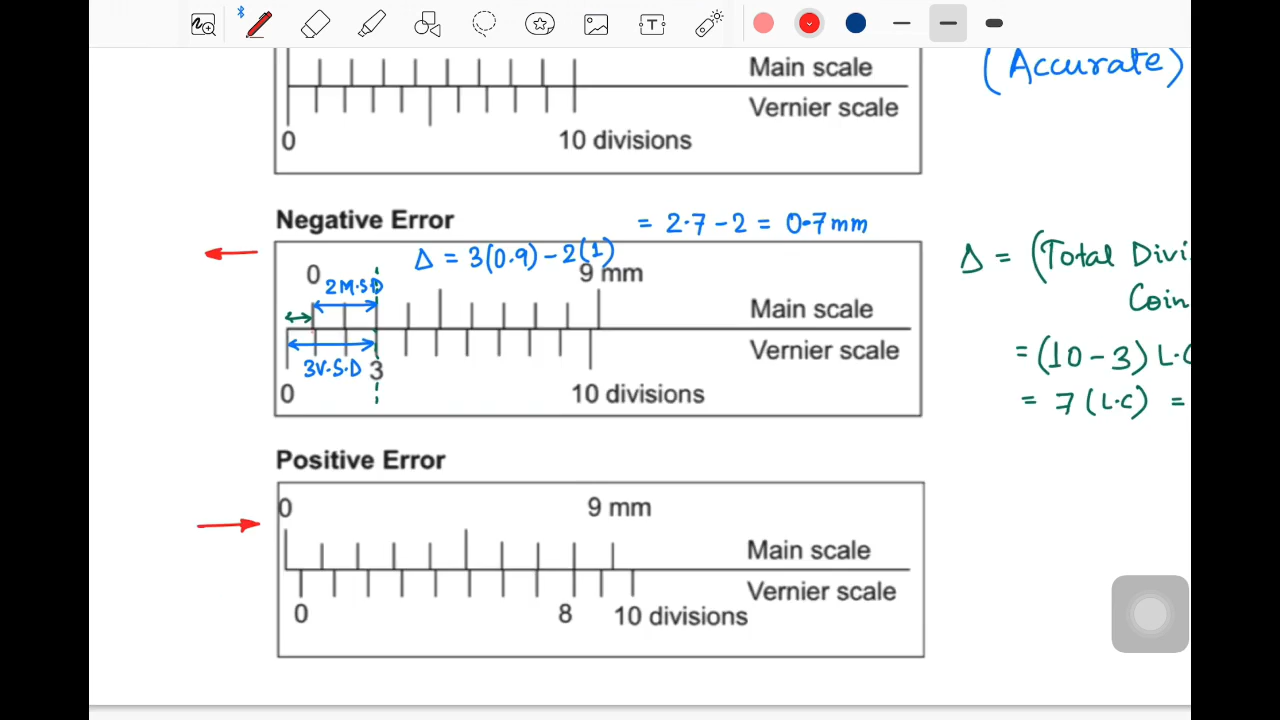 Main scale
(Accurate)
Vernier scale
0
10 divisions
Negative Error
= 2.7 - 2 = 0.7mm
Δ = 3(0.9) - 2(1)
0
9 mm
2M.S.D
Δ = (Total Divi
Coin
Main scale
Vernier scale
3V.S.D
3
= (10 - 3) L.C
0
10 divisions
= 7 (L.C) =
Positive Error
0
9 mm
Main scale
Vernier scale
0
8
10 divisions